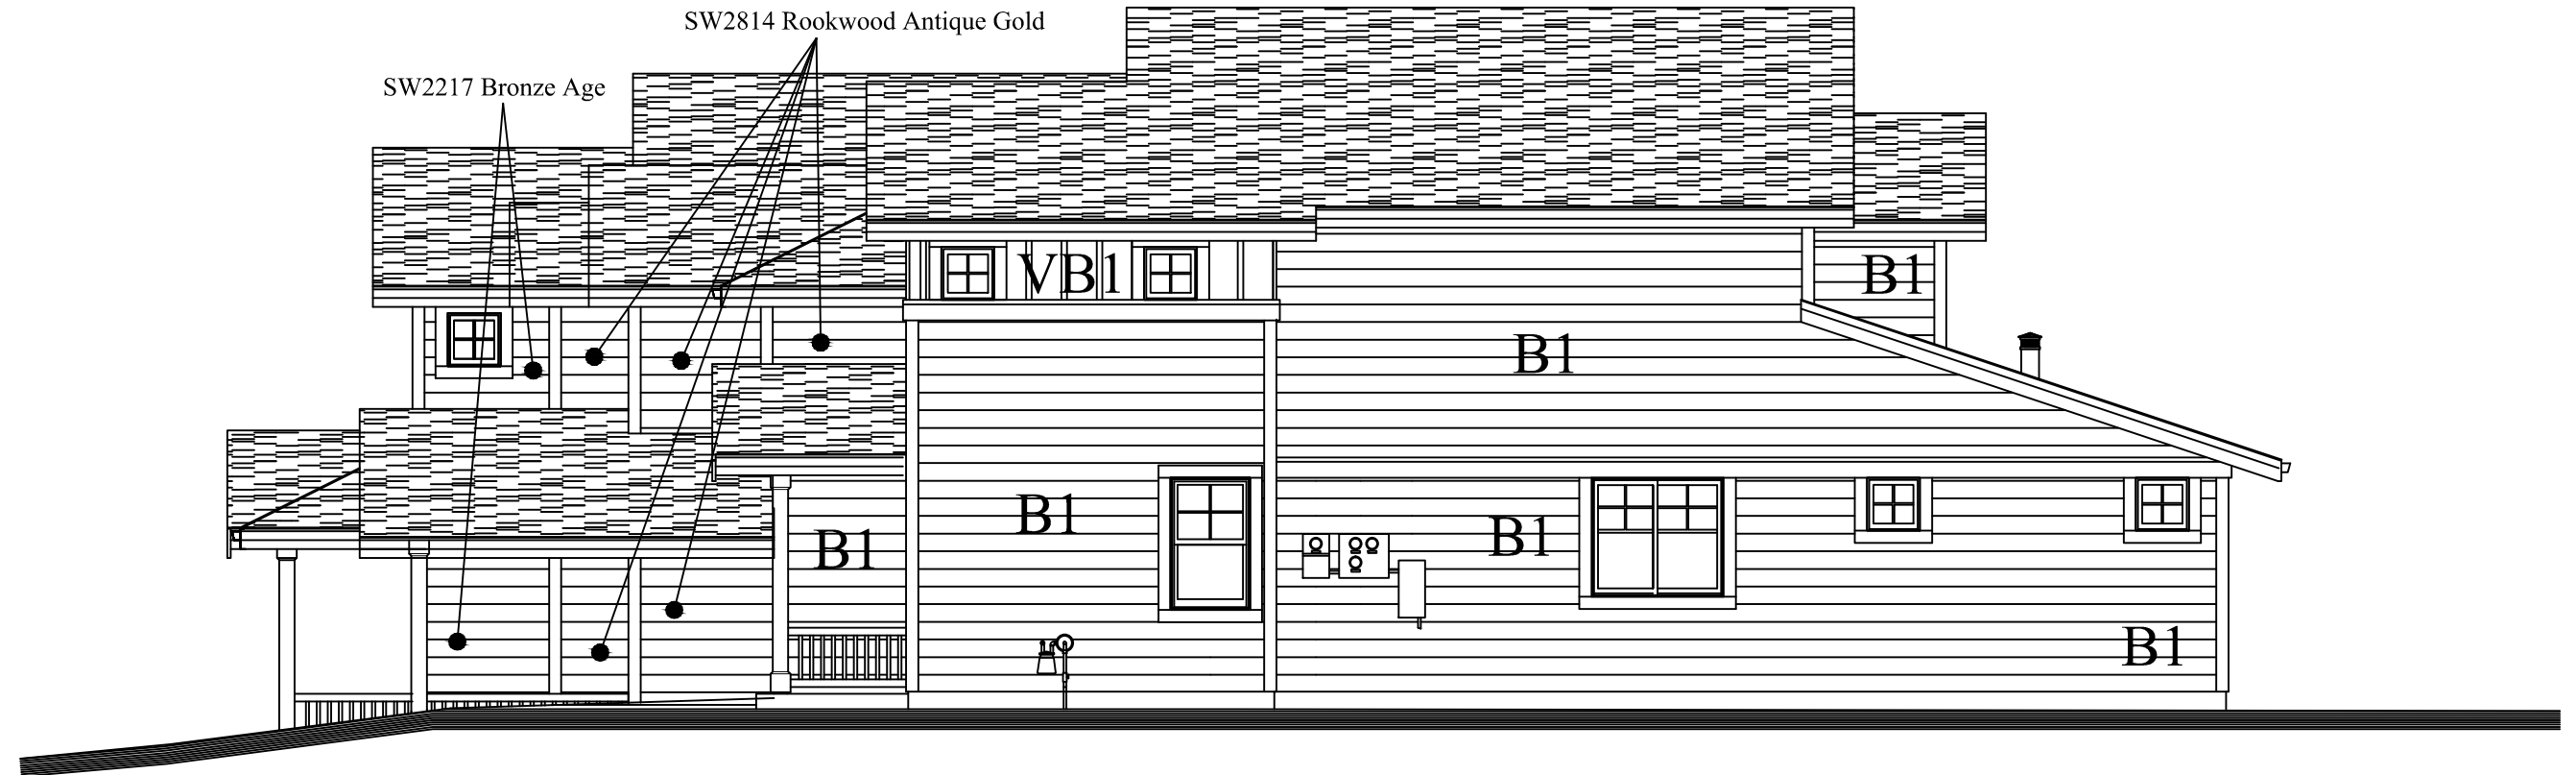 SW2814 Rookwood Antique Gold
SW2217 Bronze Age
VB1
B1
B1
B1
B1
B1
B1